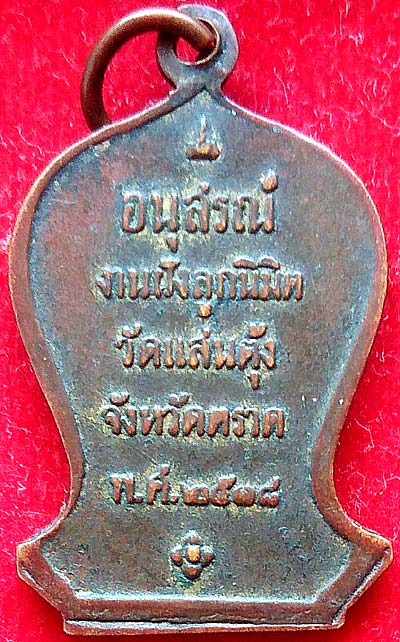 อนุสรณ์
งานฝังลูกนิมิต
วัดแสนตุ้ง
จังหวัดตราด
พ.ศ.๒๕๑๘